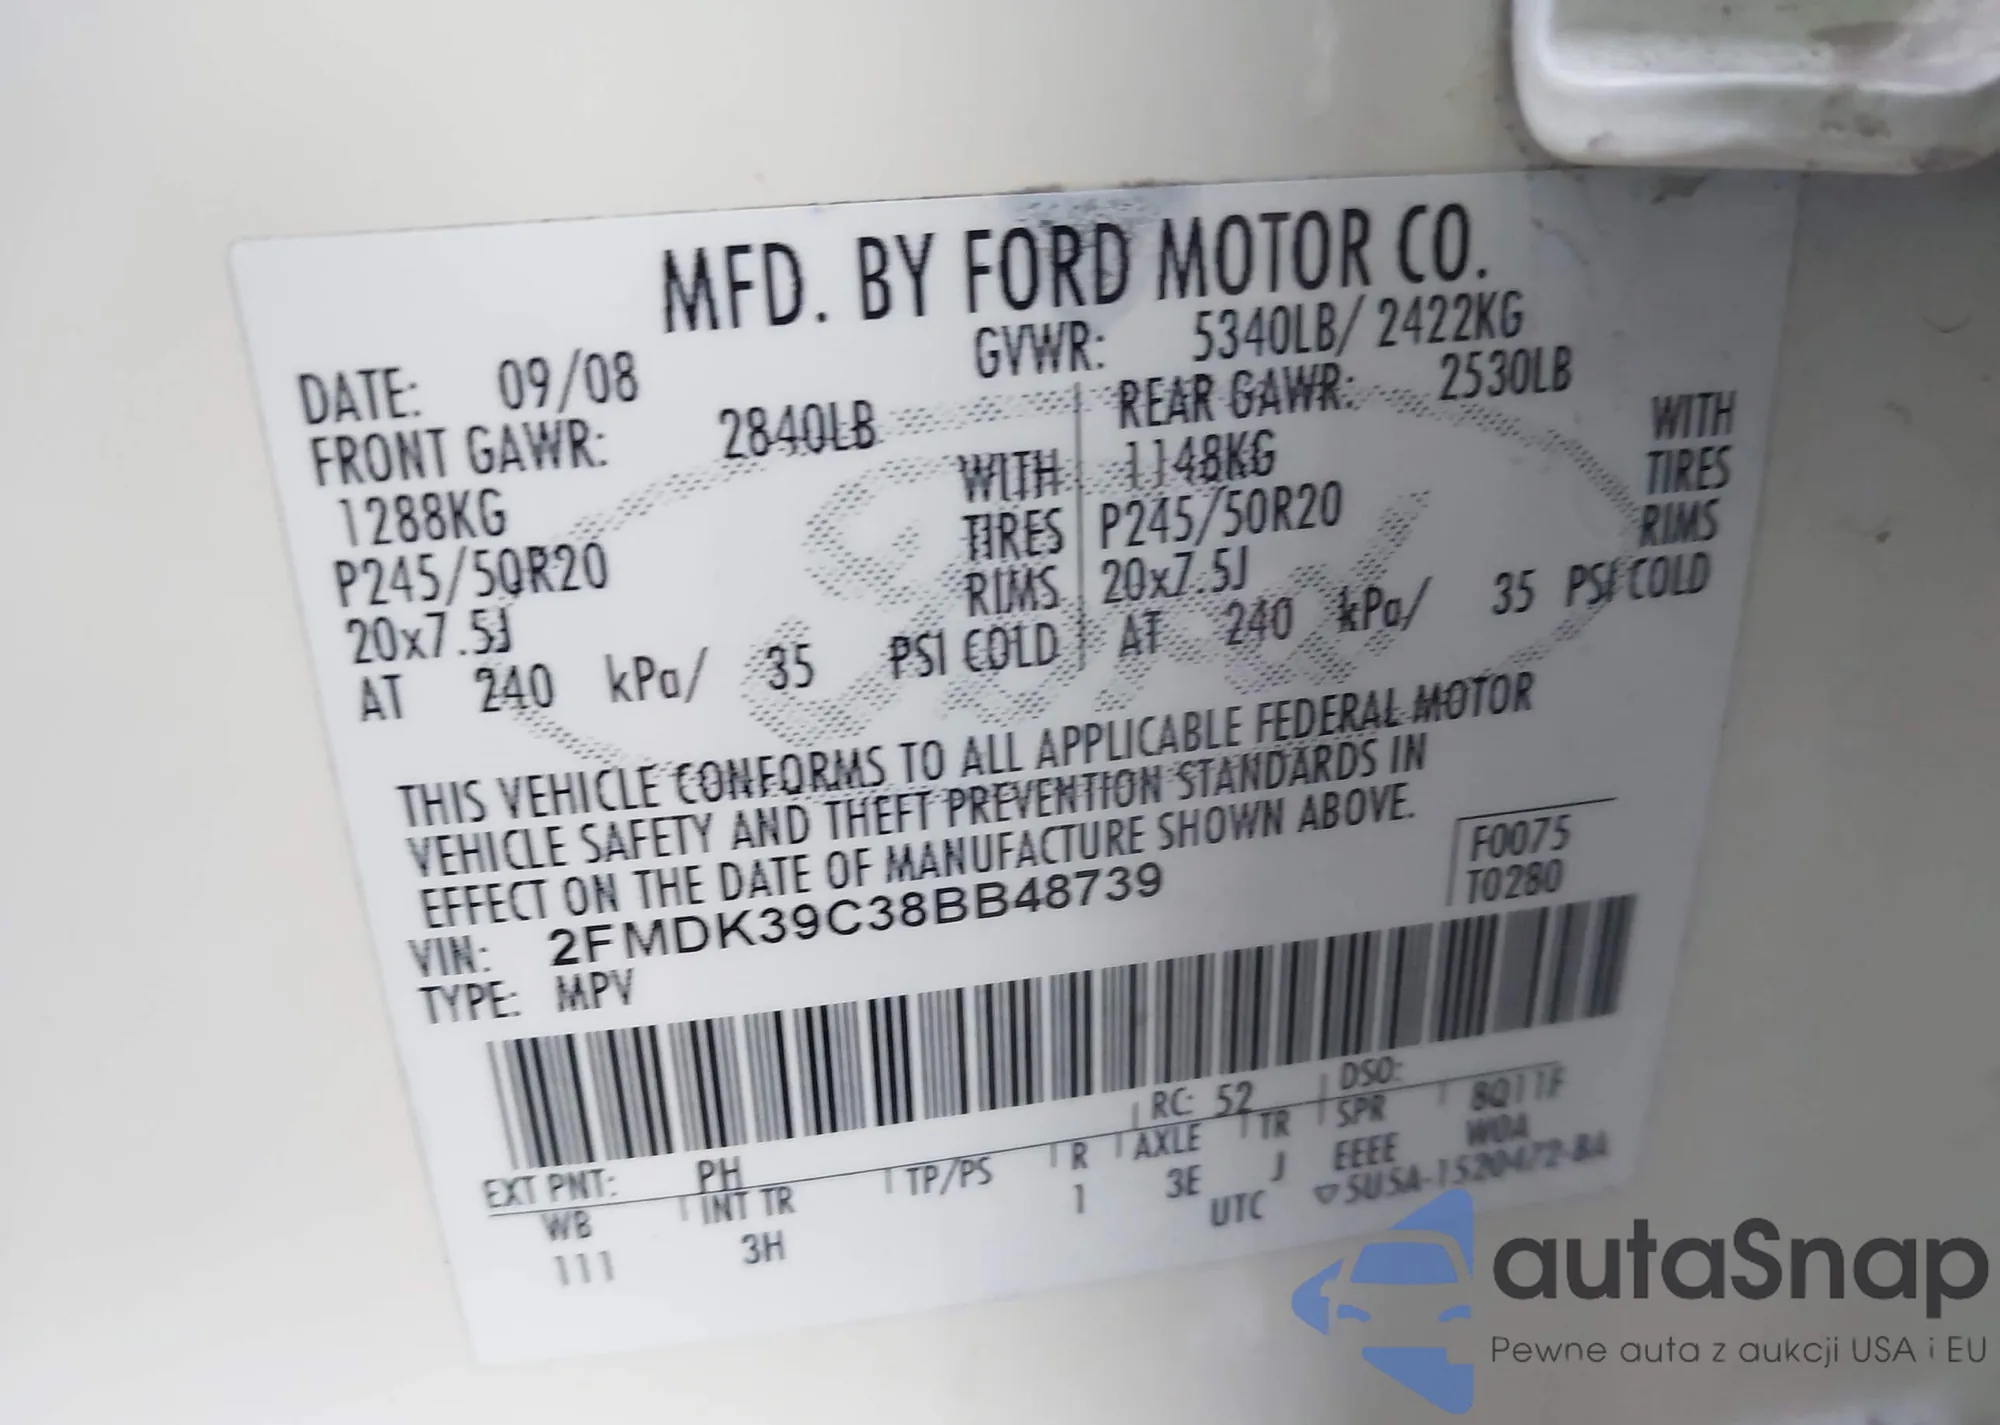 MFD. BY FORD MOTOR CO.
DATE: 09/08 GVWR: 5340LB/ 2422KG
FRONT GAWR: 2840LB REAR GAWR: 2530LB
1288KG WITH 1148KG WITH
P245/50R20 TIRES P245/50R20 TIRES
20x7.5J RIMS 20x7.5J RIMS
AT 240 kPa/ 35 PSI COLD AT 240 kPa/ 35 PSI COLD
THIS VEHICLE CONFORMS TO ALL APPLICABLE FEDERAL MOTOR
VEHICLE SAFETY AND THEFT PREVENTION STANDARDS IN
EFFECT ON THE DATE OF MANUFACTURE SHOWN ABOVE.
F0075
T0280
VIN: 2FMDK39C38BB48739
TYPE: MPV
EXT PNT: PH RC: 52 DSO:
WB INT TR TP/PS R AXLE TR SPR 8Q11F
111 3H 1 3E J EEEE W0A
UTC ▽5U5A-1520472-BA
autaSnap
Pewne auta z aukcji USA i EU